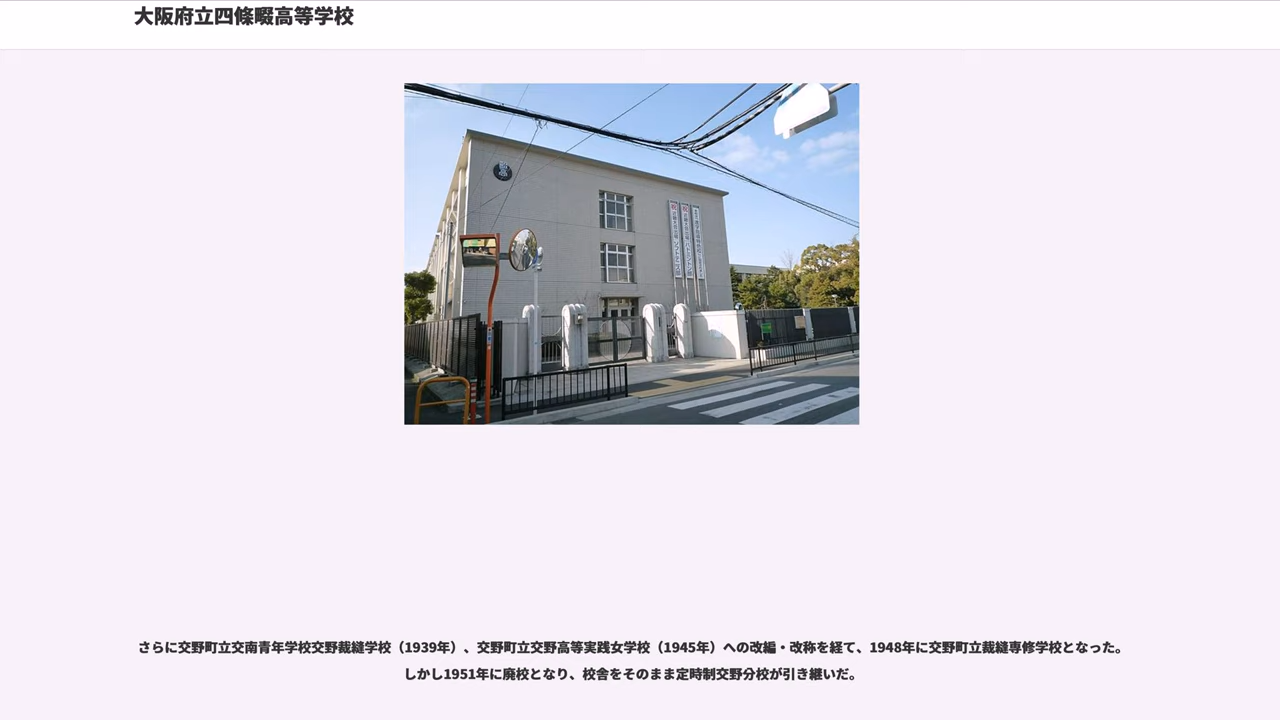 大阪府立四條畷高等学校
さらに交野町立交南青年学校交野裁縫学校（1939年）、交野町立交野高等実践女学校（1945年）への改編・改称を経て、1948年に交野町立裁縫専修学校となった。
しかし1951年に廃校となり、校舎をそのまま定時制交野分校が引き継いだ。